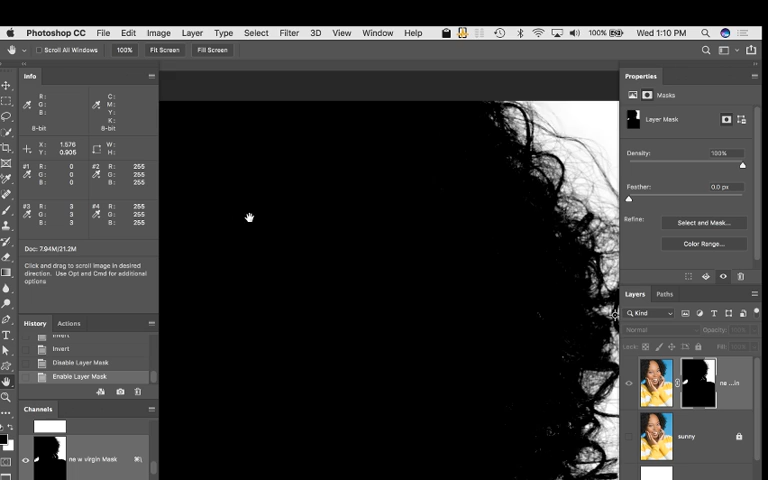 Photoshop CC File Edit Image Layer Type Select Filter 3D View Window Help 100% Wed 1:10 PM
Scroll All Windows 100% Fit Screen Fill Screen
Info
R: C:
G: M:
B: Y:
K:
8-bit 8-bit
X: 1.576 W:
Y: 0.905 H:
#1 R: 0 #2 R: 255
G: 0 G: 255
B: 0 B: 255
#3 R: 3 #4 R: 255
G: 3 G: 255
B: 3 B: 255
Doc: 7.94M/21.2M
Click and drag to scroll image in desired
direction. Use Opt and Cmd for additional
options
History Actions
Invert
Invert
Disable Layer Mask
Enable Layer Mask
Channels
ne w virgin Mask
Properties
Masks
Layer Mask
Density: 100%
Feather: 0.0 px
Refine: Select and Mask...
Color Range...
Layers Paths
Kind
Normal Opacity:
Lock: Fill:
ne ...in
sunny